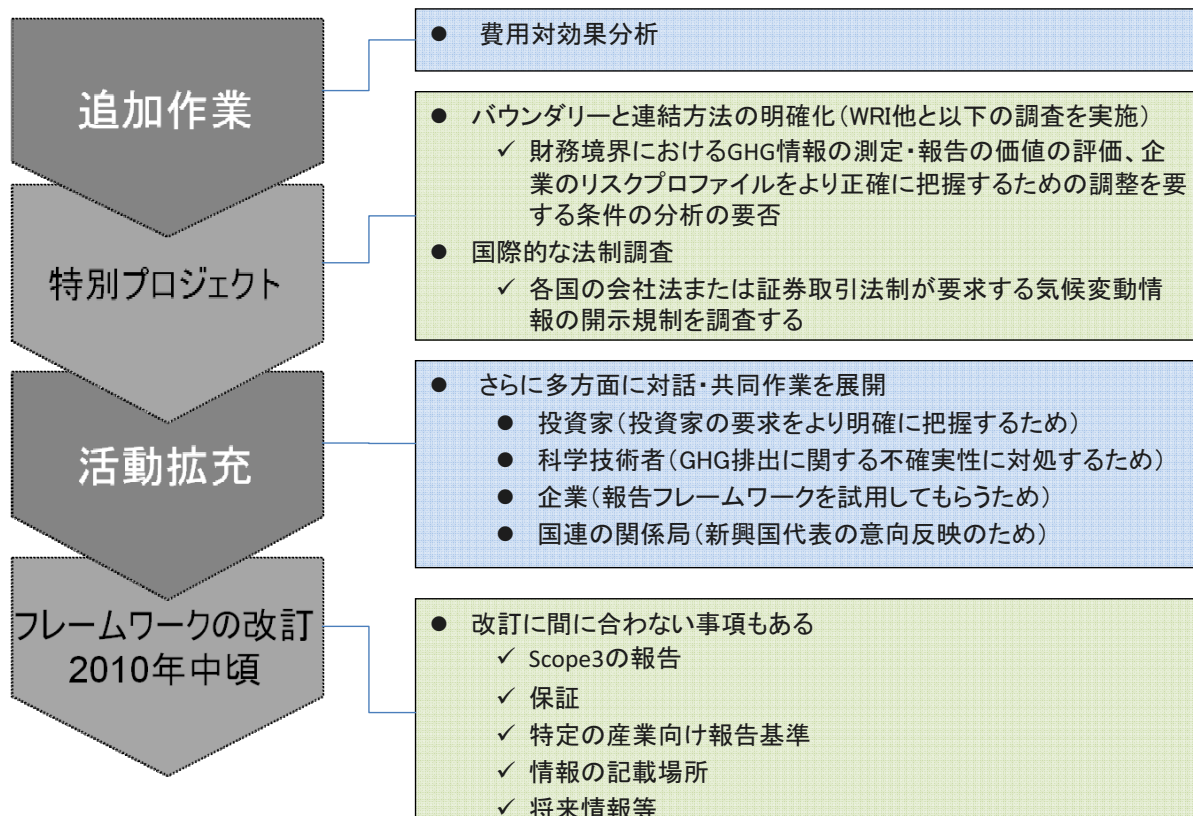 追加作業
● 費用対効果分析
特別プロジェクト
● バウンダリーと連結方法の明確化(WRI他と以下の調査を実施)
✓ 財務境界におけるGHG情報の測定・報告の価値の評価、企
業のリスクプロファイルをより正確に把握するための調整を要
する条件の分析の要否
● 国際的な法制調査
✓ 各国の会社法または証券取引法制が要求する気候変動情
報の開示規制を調査する
活動拡充
● さらに多方面に対話・共同作業を展開
● 投資家(投資家の要求をより明確に把握するため)
● 科学技術者(GHG排出に関する不確実性に対処するため)
● 企業(報告フレームワークを試用してもらうため)
● 国連の関係局(新興国代表の意向反映のため)
フレームワークの改訂
2010年中頃
● 改訂に間に合わない事項もある
✓ Scope3の報告
✓ 保証
✓ 特定の産業向け報告基準
✓ 情報の記載場所
✓ 将来情報等